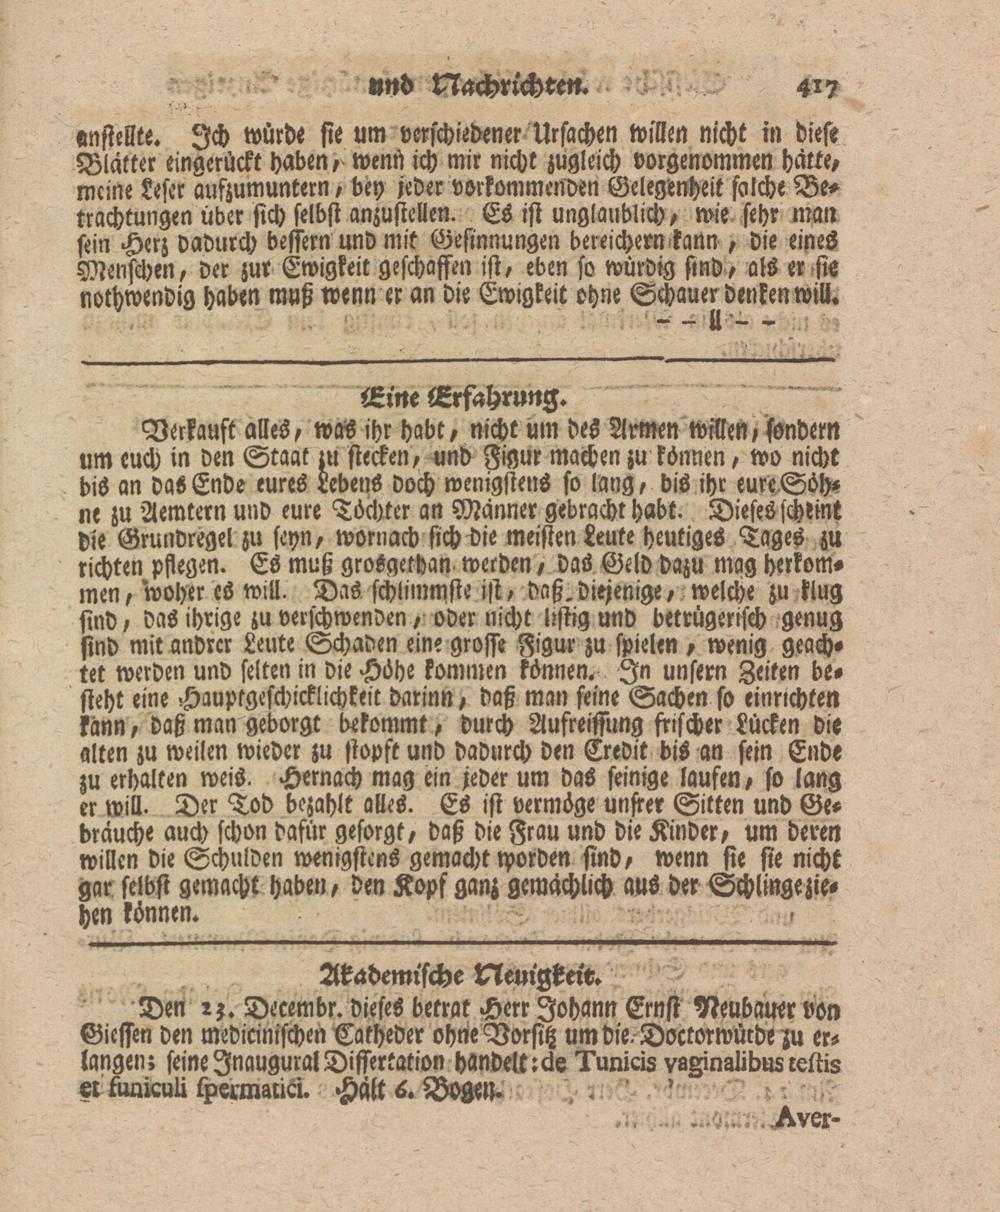 und Nachrichten. 417
anstellte. Ich würde sie um verschiedener Ursachen willen nicht in diese
Blätter eingerückt haben, wenn ich mir nicht zugleich vorgenommen hätte,
meine Leser aufzumuntern, bey jeder vorkommenden Gelegenheit solche Be-
trachtungen über sich selbst anzustellen. Es ist unglaublich, wie sehr man
sein Herz dadurch bessern und mit Gesinnungen bereichern kann, die eines
Menschen, der zur Ewigkeit geschaffen ist, eben so würdig sind, als er sie
nothwendig haben muß wenn er an die Ewigkeit ohne Schauer denken will.
- - ll - -
Eine Erfahrung.
Verkauft alles, was ihr habt, nicht um des Armen willen, sondern
um euch in den Staat zu stecken, und Figur machen zu können, wo nicht
bis an das Ende eures Lebens doch wenigstens so lang, bis ihr eure Söh-
ne zu Aemtern und eure Töchter an Männer gebracht habt. Dieses scheint
die Grundregel zu seyn, wornach sich die meisten Leute heutiges Tages zu
richten pflegen. Es muß grosgethan werden, das Geld dazu mag herkom-
men, woher es will. Das schlimmste ist, daß diejenige, welche zu klug
sind, das ihrige zu verschwenden, oder nicht listig und betrügerisch genug
sind mit andrer Leute Schaden eine grosse Figur zu spielen, wenig geach-
tet werden und selten in die Höhe kommen können. In unsern Zeiten be-
steht eine Hauptgeschicklichkeit darinn, daß man seine Sachen so einrichten
kann, daß man geborgt bekommt, durch Aufreissung frischer Lücken die
alten zu weilen wieder zu stopft und dadurch den Credit bis an sein Ende
zu erhalten weis. Hernach mag ein jeder um das seinige laufen, so lang
er will. Der Tod bezahlt alles. Es ist vermöge unsrer Sitten und Ge-
bräuche auch schon dafür gesorgt, daß die Frau und die Kinder, um deren
willen die Schulden wenigstens gemacht worden sind, wenn sie sie nicht
gar selbst gemacht haben, den Kopf ganz gemächlich aus der Schlinge zie-
hen können.
Akademische Neuigkeit.
Den 23. Decembr. dieses betrat Herr Johann Ernst Neubauer von
Giessen den medicinischen Catheder ohne Vorsitz um die Doctorwürde zu er-
langen; seine Inaugural Dissertation handelt: de Tunicis vaginalibus testis
et funiculi spermatici. Hält 6. Bogen.
Aver-